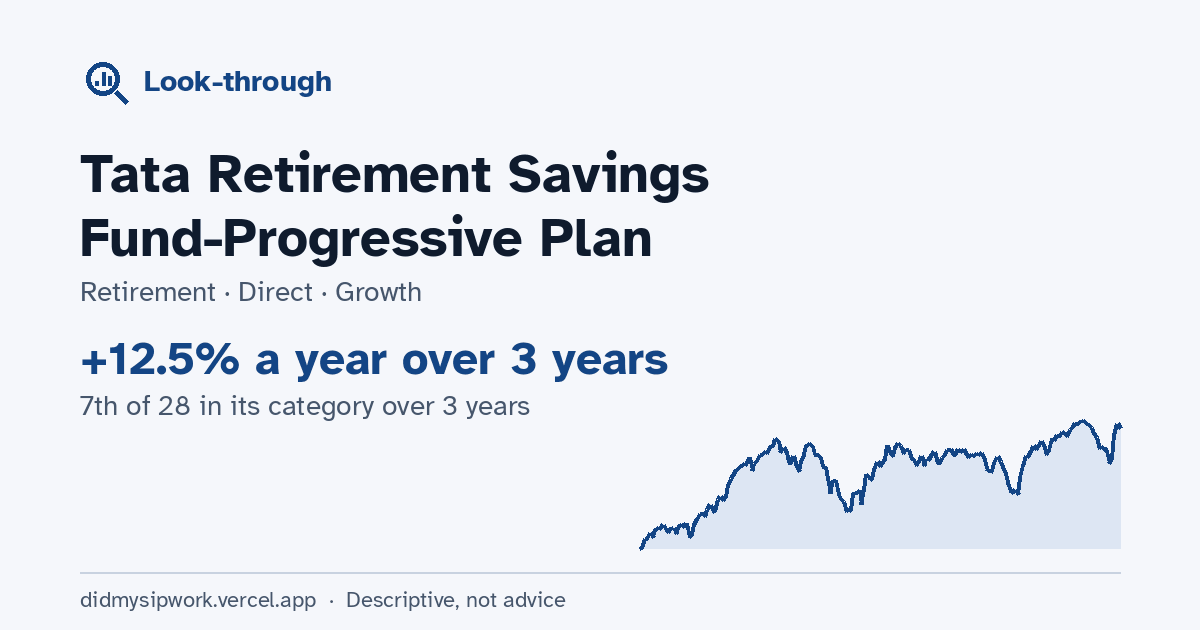 Look-through
Tata Retirement Savings
Fund-Progressive Plan
Retirement · Direct · Growth
+12.5% a year over 3 years
7th of 28 in its category over 3 years
didmysipwork.vercel.app · Descriptive, not advice